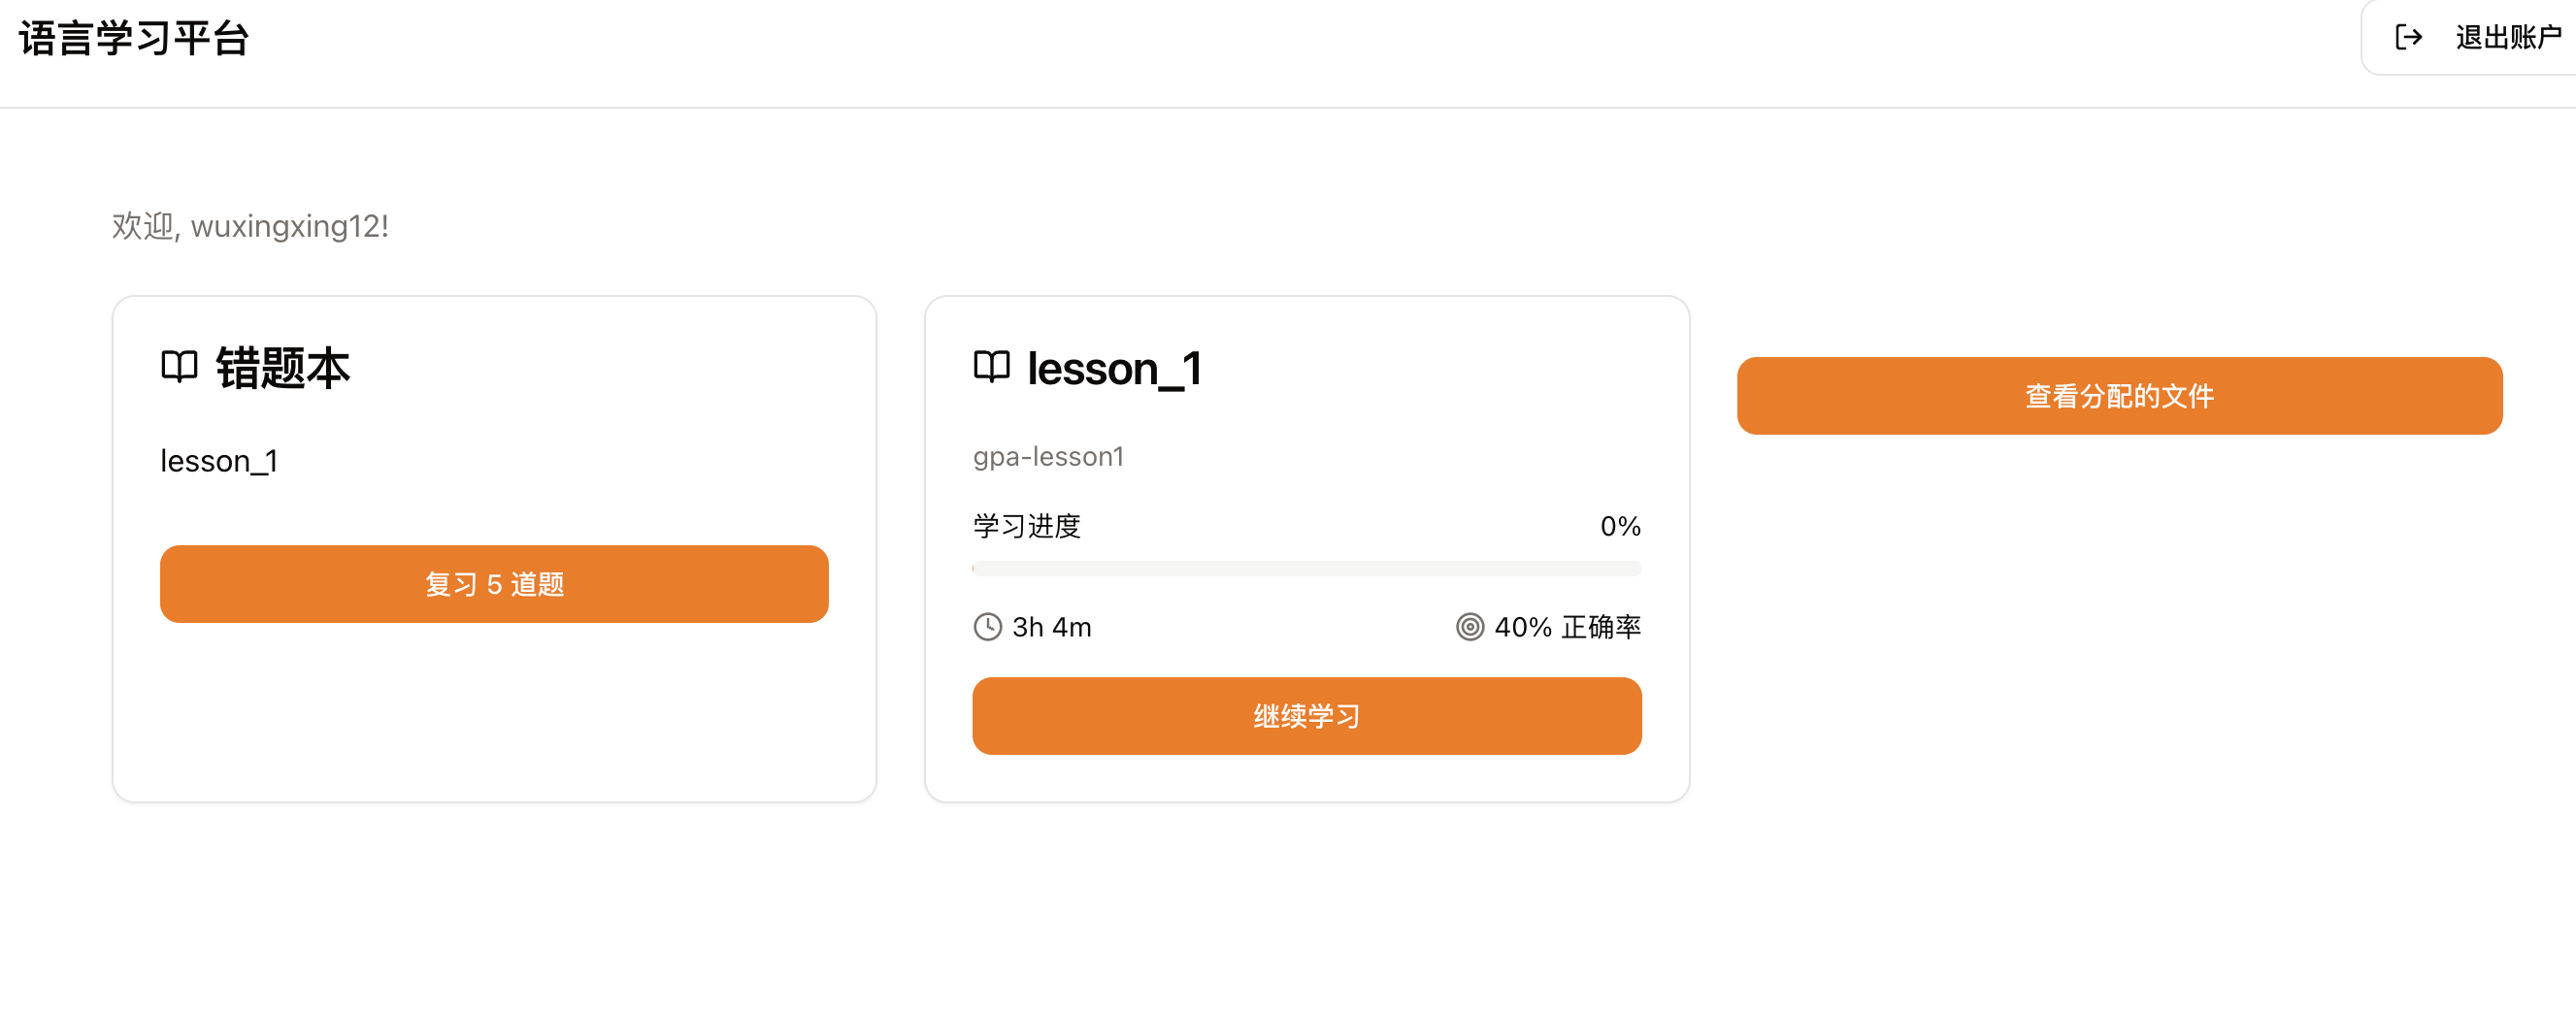 语言学习平台
退出账户
欢迎, wuxingxing12!
错题本
lesson_1
复习 5 道题
lesson_1
gpa-lesson1
学习进度 0%
3h 4m 40% 正确率
继续学习
查看分配的文件